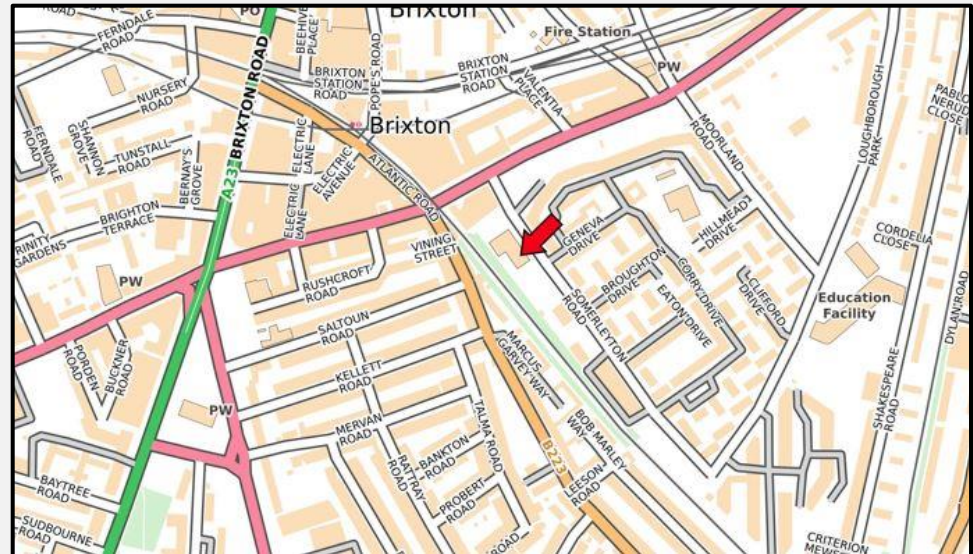 PO
Brixton
FERNDALE
ROAD
BEEHIVE
PLACE
POPE'S ROAD
Fire Station
PW
BRIXTON
STATION
ROAD
BRIXTON
STATION
ROAD
VALENTIA
PLACE
NURSERY
ROAD
A23
BRIXTON ROAD
MOORLAND
ROAD
LOUGHBOROUGH
PARK
PABLO
NERUDA
CLOSE
FERNDALE
ROAD
SHANNON
GROVE
TUNSTALL
ROAD
BERNAY'S
GROVE
ELECTRIC
LANE
ELECTRIC
AVENUE
Brixton
ATLANTIC ROAD
BRIGHTON
TERRACE
TRINITY
GARDENS
ELECTRIC
LANE
VINING
STREET
GENEVA
DRIVE
HILLMEAD
DRIVE
CORDELIA
CLOSE
PW
RUSHCROFT
ROAD
BROUGHTON
DRIVE
CORRY DRIVE
EATON DRIVE
CLIFFORD
DRIVE
Education
Facility
DYLAN ROAD
SALTOUN
ROAD
SOMERLEYTON
ROAD
PORDEN
ROAD
BUCKNER
ROAD
KELLETT
ROAD
MARCUS
GARVEY WAY
SHAKESPEARE
ROAD
PW
MERVAN
ROAD
TALMA ROAD
BOB MARLEY
WAY
B223
RATTRAY
ROAD
BANKTON
ROAD
LEESON
ROAD
BAYTREE
ROAD
PROBERT
ROAD
SUDBOURNE
ROAD
ROAD
CRITERION
MEWS